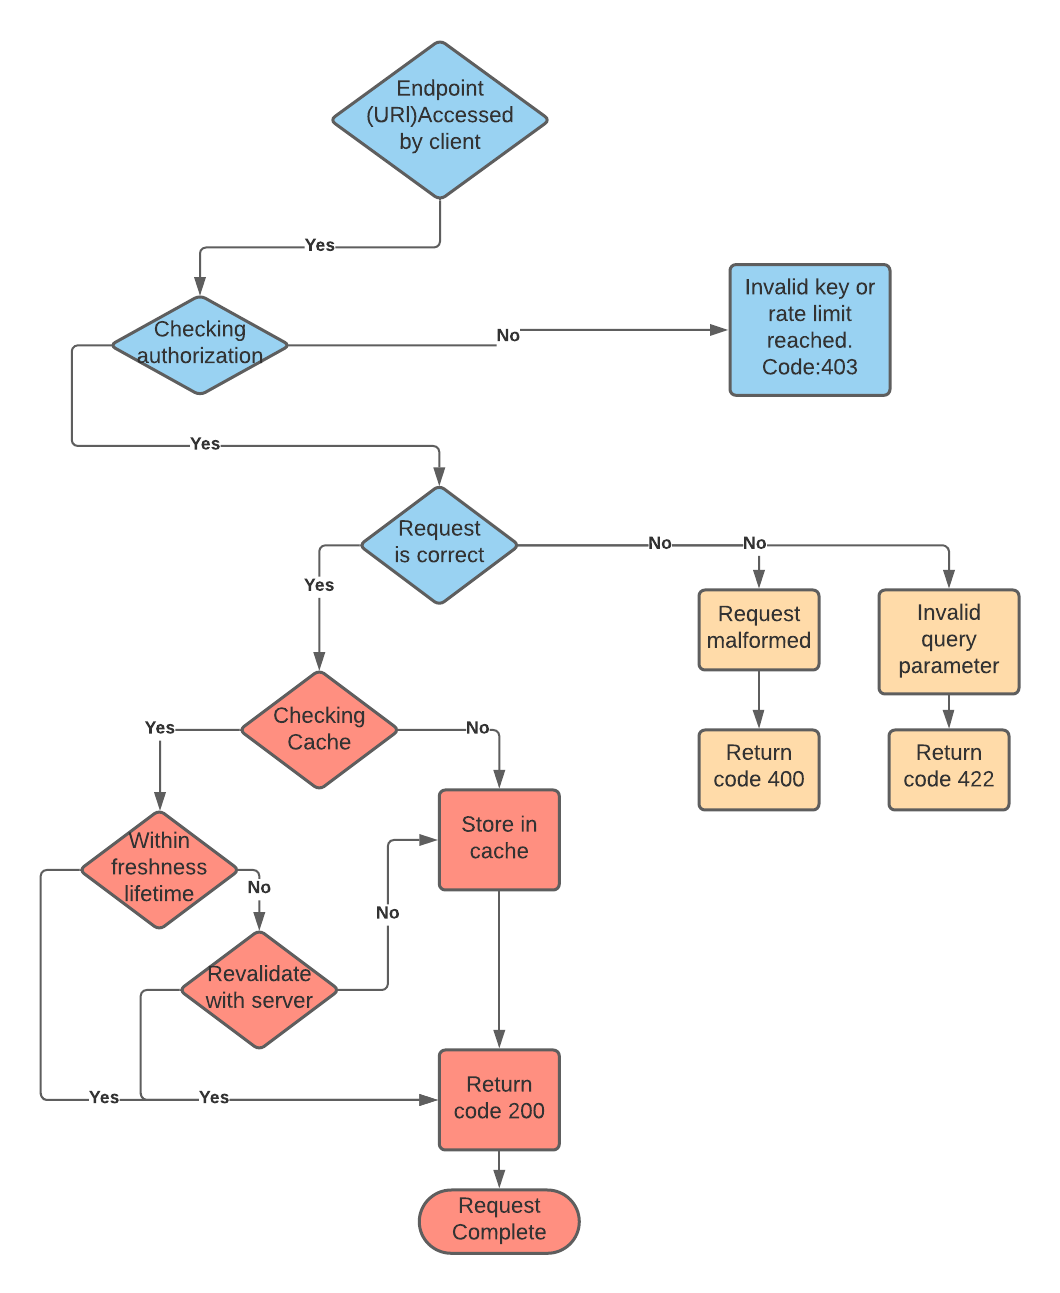 Endpoint
(URl)Accessed
by client
Yes
Checking
authorization
No
Invalid key or
rate limit
reached.
Code:403
Yes
Request
is correct
No
No
Yes
Request
malformed
Invalid
query
parameter
Checking
Cache
Yes
No
Return
code 400
Return
code 422
Within
freshness
lifetime
Store in
cache
No
No
Revalidate
with server
Yes
Yes
Return
code 200
Request
Complete